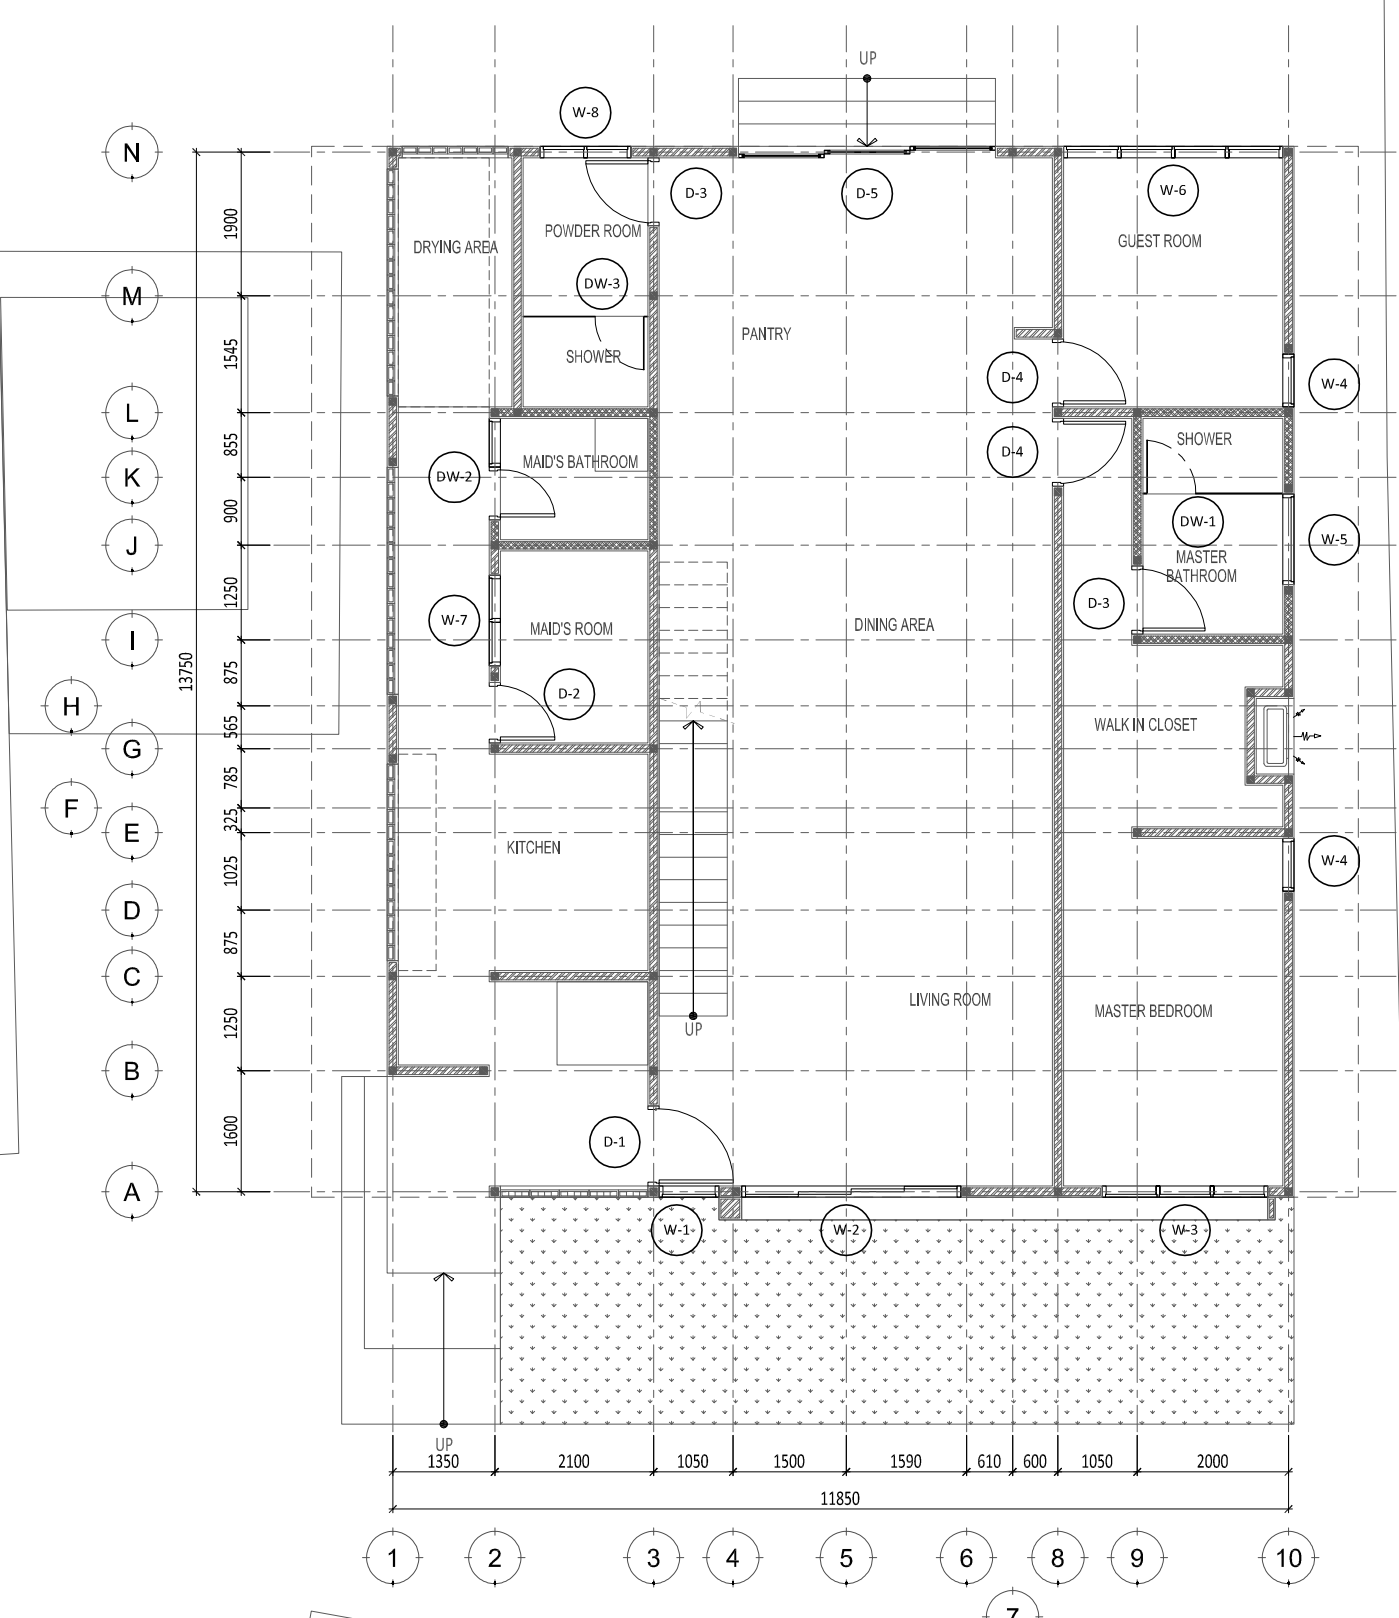 UP
W-8
N
D-3
D-5
W-6
1900
POWDER ROOM
GUEST ROOM
DRYING AREA
DW-3
M
1545
PANTRY
SHOWER
D-4
W-4
L
855
SHOWER
D-4
MAID'S BATHROOM
K
DW-2
900
DW-1
J
W-5
MASTER
BATHROOM
1250
D-3
W-7
DINING AREA
MAID'S ROOM
I
13750
875
D-2
H
WALK IN CLOSET
565
G
785
F
325
E
KITCHEN
W-4
1025
D
875
C
LIVING ROOM
MASTER BEDROOM
1250
UP
B
1600
D-1
A
W-1
W-2
W-3
UP
1350
2100
1050
1500
1590
610
600
1050
2000
11850
1
2
3
4
5
6
8
9
10
7